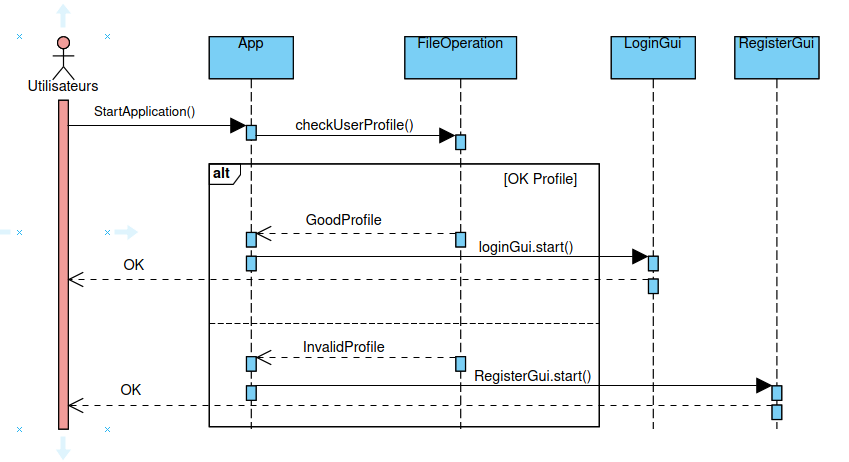 App
FileOperation
LoginGui
RegisterGui
Utilisateurs
StartApplication()
checkUserProfile()
alt
[OK Profile]
GoodProfile
loginGui.start()
OK
InvalidProfile
RegisterGui.start()
OK